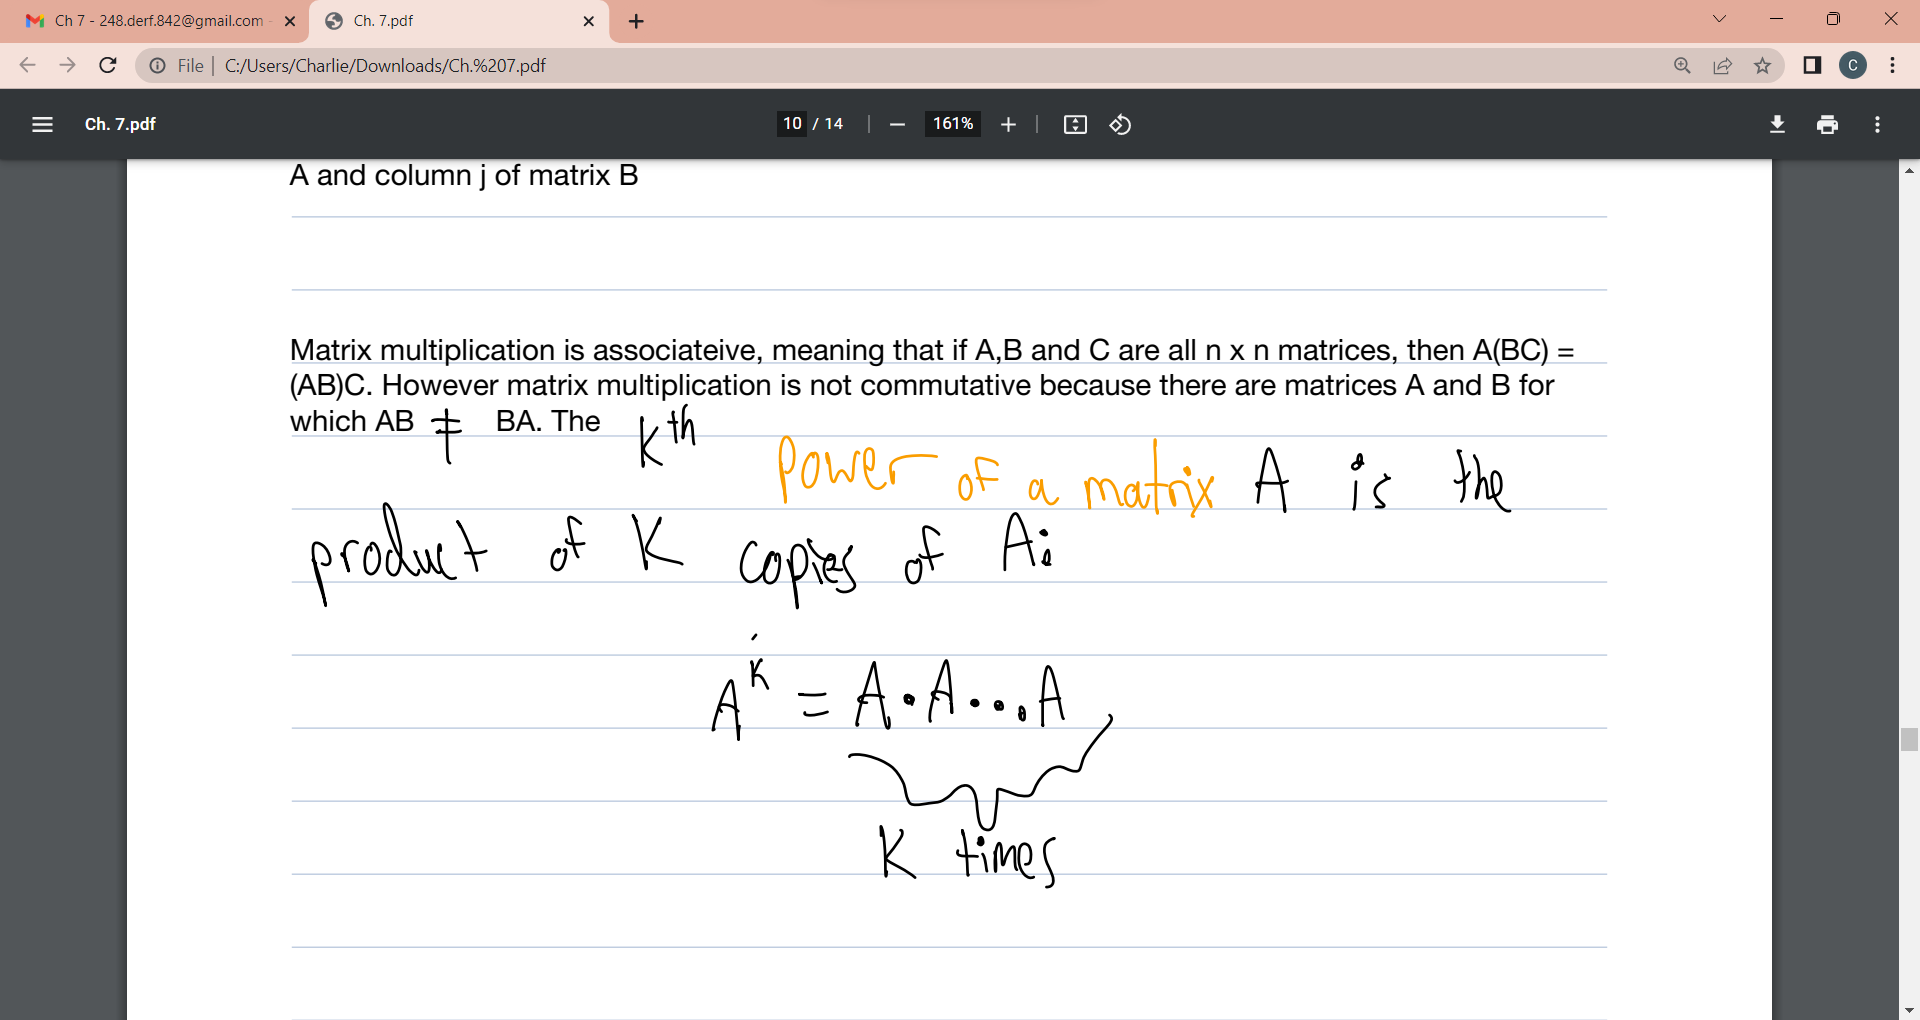 Ch 7 - 248.derf.842@gmail.com
Ch. 7.pdf
File | C:/Users/Charlie/Downloads/Ch.%207.pdf
C
Ch. 7.pdf
10 / 14
161%
A and column j of matrix B
Matrix multiplication is associateive, meaning that if A,B and C are all n x n matrices, then A(BC) =
(AB)C. However matrix multiplication is not commutative because there are matrices A and B for
which AB ≠ BA. The Kth
Power of a matrix A is the
product of K copies of A:
A^K = A · A ... A
K times